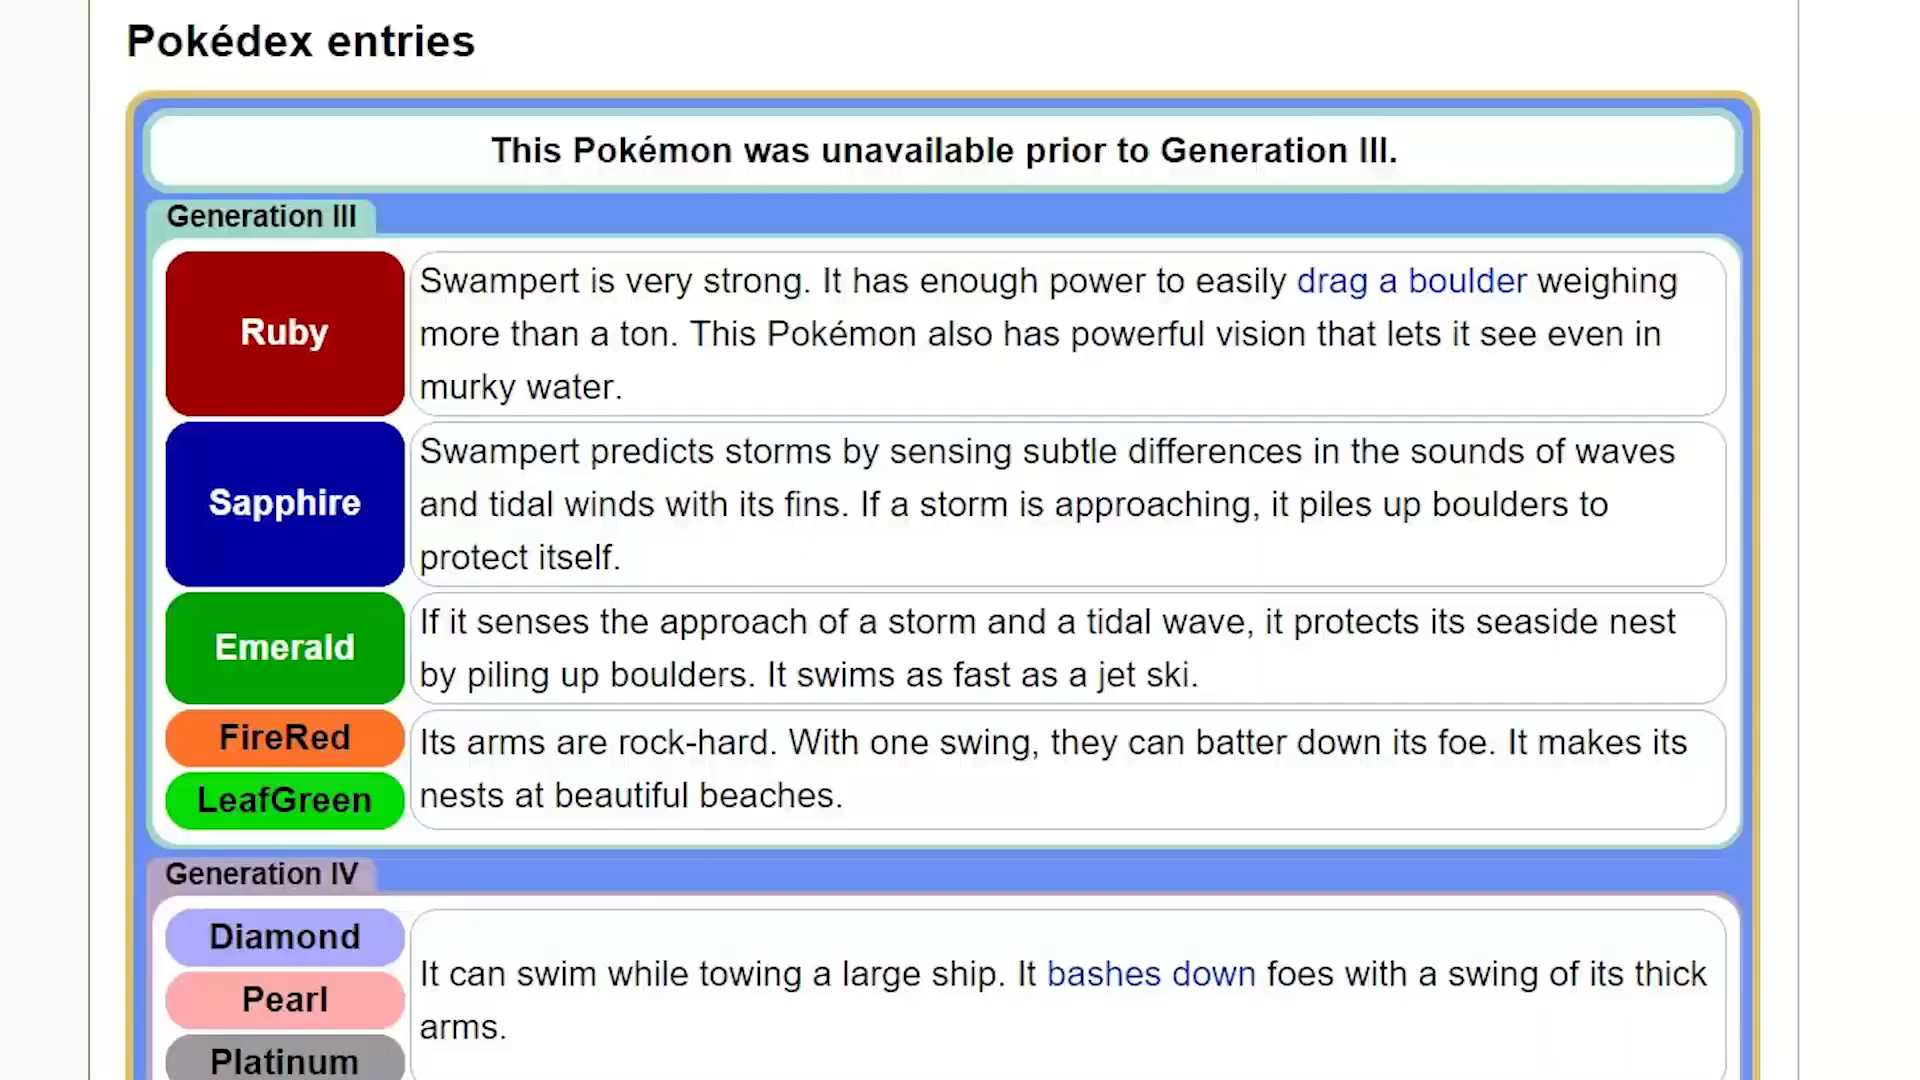 Pokédex entries
This Pokémon was unavailable prior to Generation III.
Generation III
Ruby
Swampert is very strong. It has enough power to easily drag a boulder weighing
more than a ton. This Pokémon also has powerful vision that lets it see even in
murky water.
Sapphire
Swampert predicts storms by sensing subtle differences in the sounds of waves
and tidal winds with its fins. If a storm is approaching, it piles up boulders to
protect itself.
Emerald
If it senses the approach of a storm and a tidal wave, it protects its seaside nest
by piling up boulders. It swims as fast as a jet ski.
FireRed
LeafGreen
Its arms are rock-hard. With one swing, they can batter down its foe. It makes its
nests at beautiful beaches.
Generation IV
Diamond
Pearl
Platinum
It can swim while towing a large ship. It bashes down foes with a swing of its thick
arms.